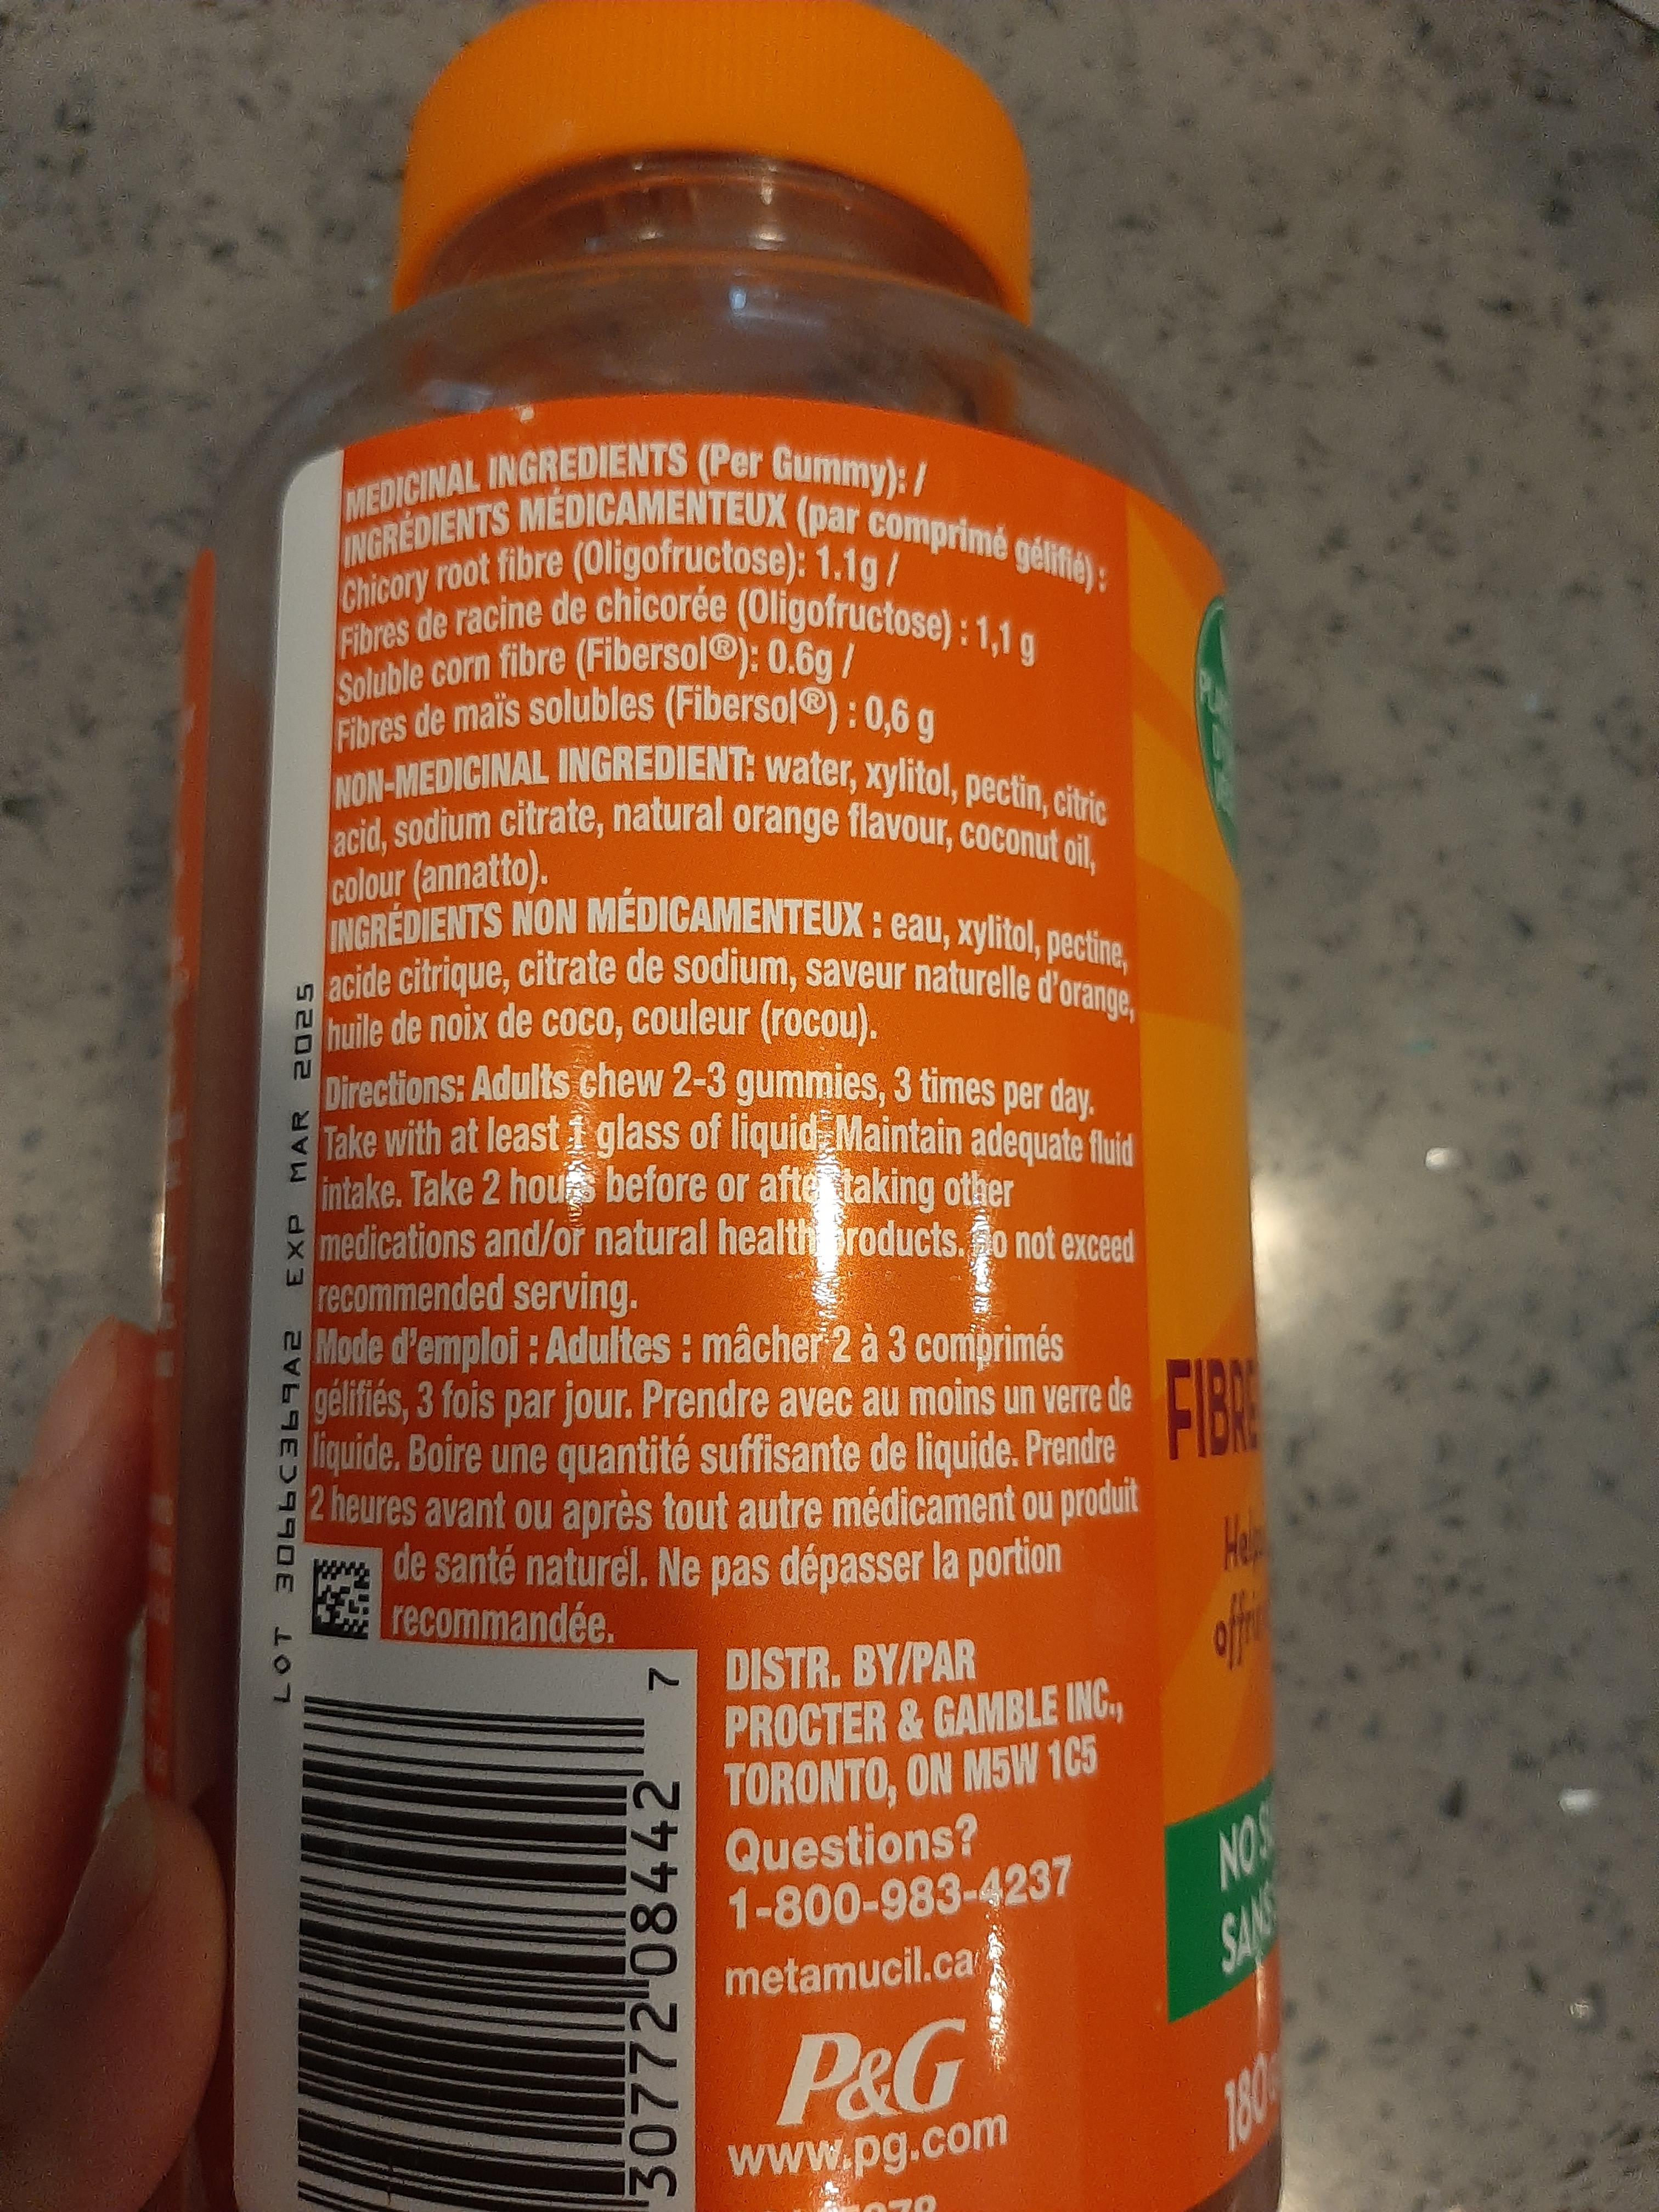 MEDICINAL INGREDIENTS (Per Gummy): /
INGRÉDIENTS MÉDICAMENTEUX (par comprimé gélifié) :
Chicory root fibre (Oligofructose): 1.1g /
Fibres de racine de chicorée (Oligofructose) : 1,1 g
Soluble corn fibre (Fibersol®): 0.6g /
Fibres de maïs solubles (Fibersol®) : 0,6 g
NON-MEDICINAL INGREDIENT: water, xylitol, pectin, citric
acid, sodium citrate, natural orange flavour, coconut oil,
colour (annatto).
INGRÉDIENTS NON MÉDICAMENTEUX : eau, xylitol, pectine,
acide citrique, citrate de sodium, saveur naturelle d'orange,
huile de noix de coco, couleur (rocou).
Directions: Adults chew 2-3 gummies, 3 times per day.
Take with at least glass of liquid. Maintain adequate fluid
intake. Take 2 hours before or after taking other
medications and/or natural health products. Do not exceed
recommended serving.
Mode d'emploi : Adultes : mâcher 2 à 3 comprimés
gélifiés, 3 fois par jour. Prendre avec au moins un verre de
liquide. Boire une quantité suffisante de liquide. Prendre
2 heures avant ou après tout autre médicament ou produit
de santé naturel. Ne pas dépasser la portion
recommandée.
LOT 3066C369A2 EXP MAR 2025
30772 08442 7
DISTR. BY/PAR
PROCTER & GAMBLE INC.,
TORONTO, ON M5W 1C5
Questions?
1-800-983-4237
metamucil.ca
P&G
www.pg.com
FIBRE
NO
SANS
180